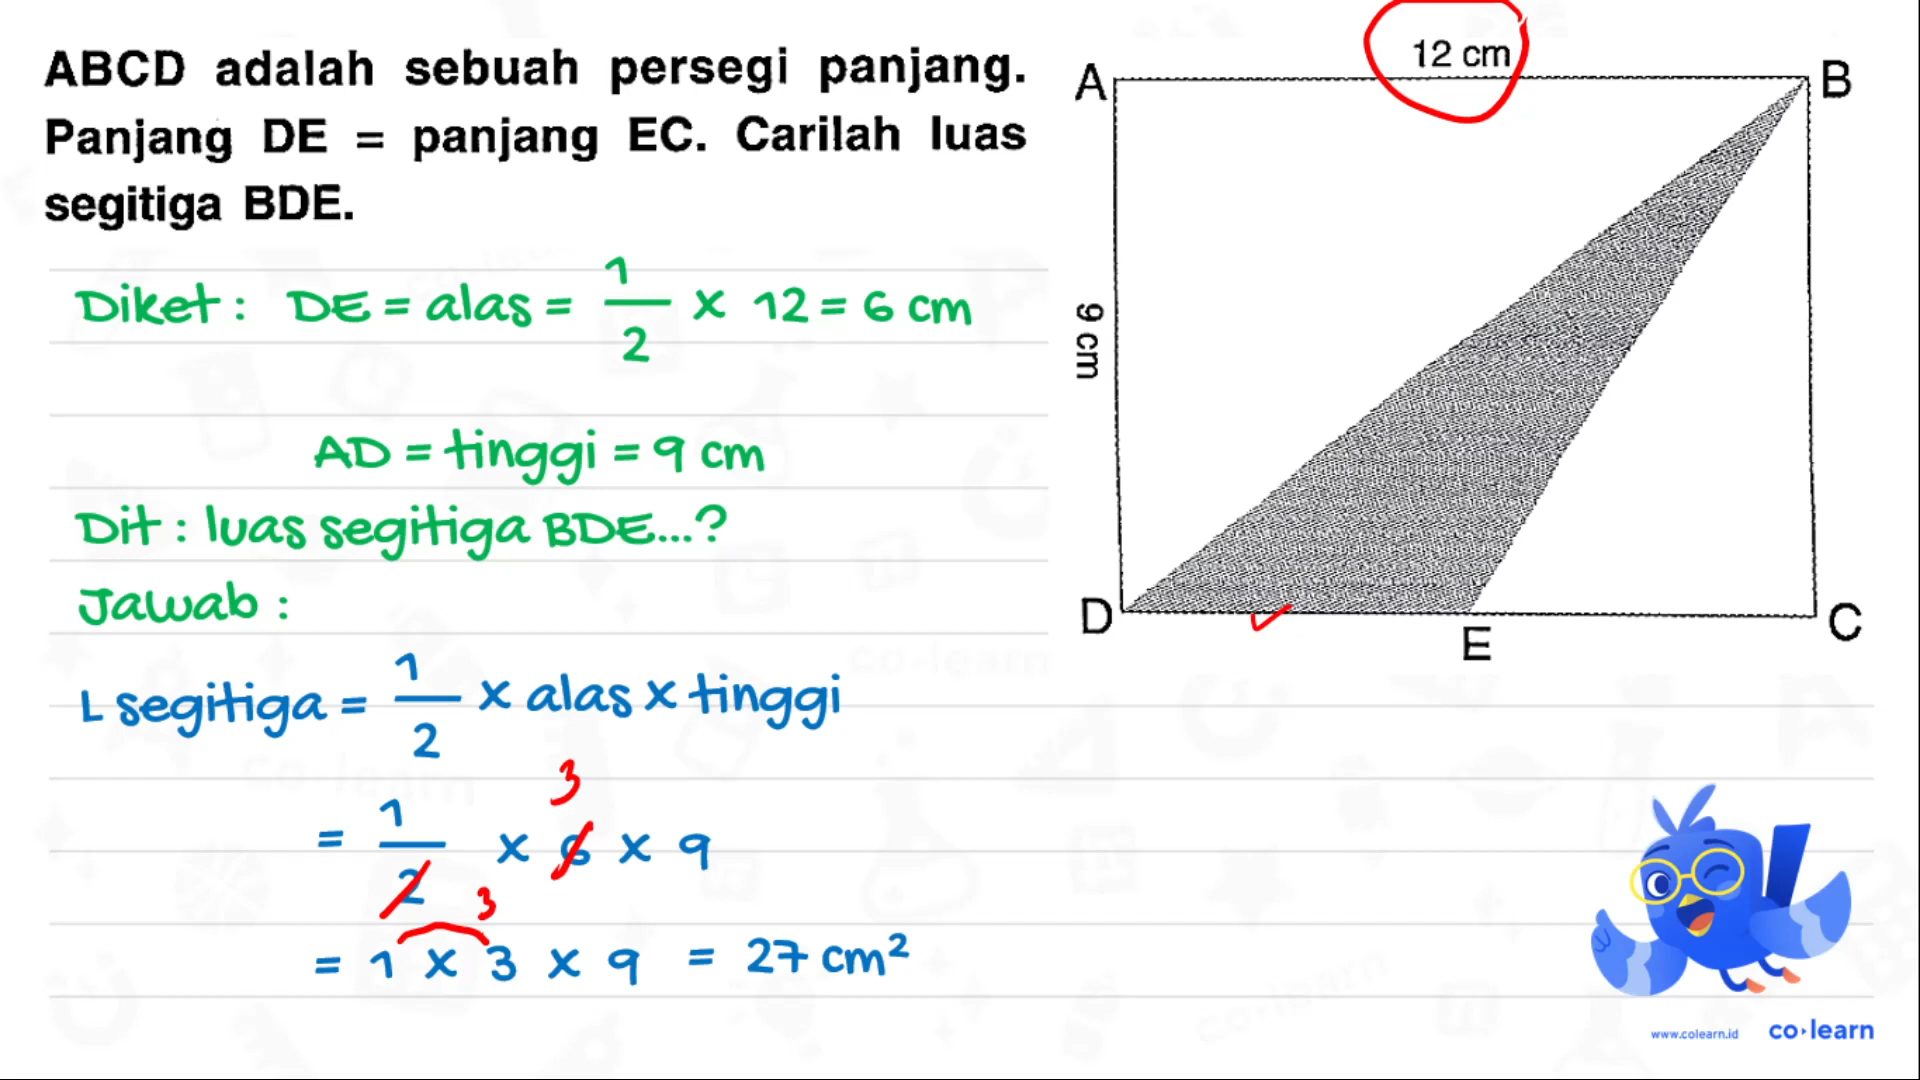 ABCD adalah sebuah persegi panjang.
Panjang DE = panjang EC. Carilah luas
segitiga BDE.
Diket : DE = alas = 1/2 x 12 = 6 cm
AD = tinggi = 9 cm
Dit : luas segitiga BDE...?
Jawab :
L segitiga = 1/2 x alas x tinggi
3
= 1/2 x 6 x 9
3
= 1 x 3 x 9 = 27 cm²
12 cm
A
B
9 cm
D
E
C
www.colearn.id
co·learn